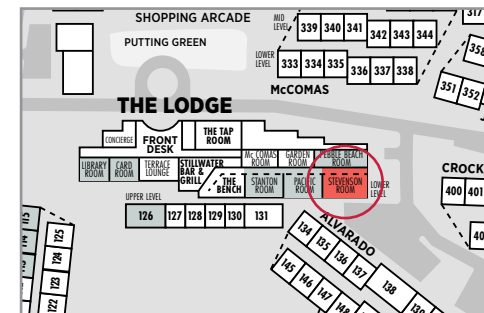 SHOPPING ARCADE
PUTTING GREEN
MID
LEVEL
339 340 341
342 343 344
317
LOWER
LEVEL
333 334 335
336 337 338
McCOMAS
351 352
THE LODGE
CONCIERGE
FRONT
DESK
THE TAP
ROOM
LIBRARY
ROOM
CARD
ROOM
TERRACE
LOUNGE
STILLWATER
BAR &
GRILL
Mc COMAS
ROOM
GARDEN
ROOM
PEBBLE BEACH
ROOM
THE
BENCH
STANTON
ROOM
PACIFIC
ROOM
STEVENSON
ROOM
LOWER
LEVEL
UPPER LEVEL
126 127 128 129 130 131
CROCK
400 401
40
ALVARADO
134 135 136 137 138
145 146 147
125
124
123
122